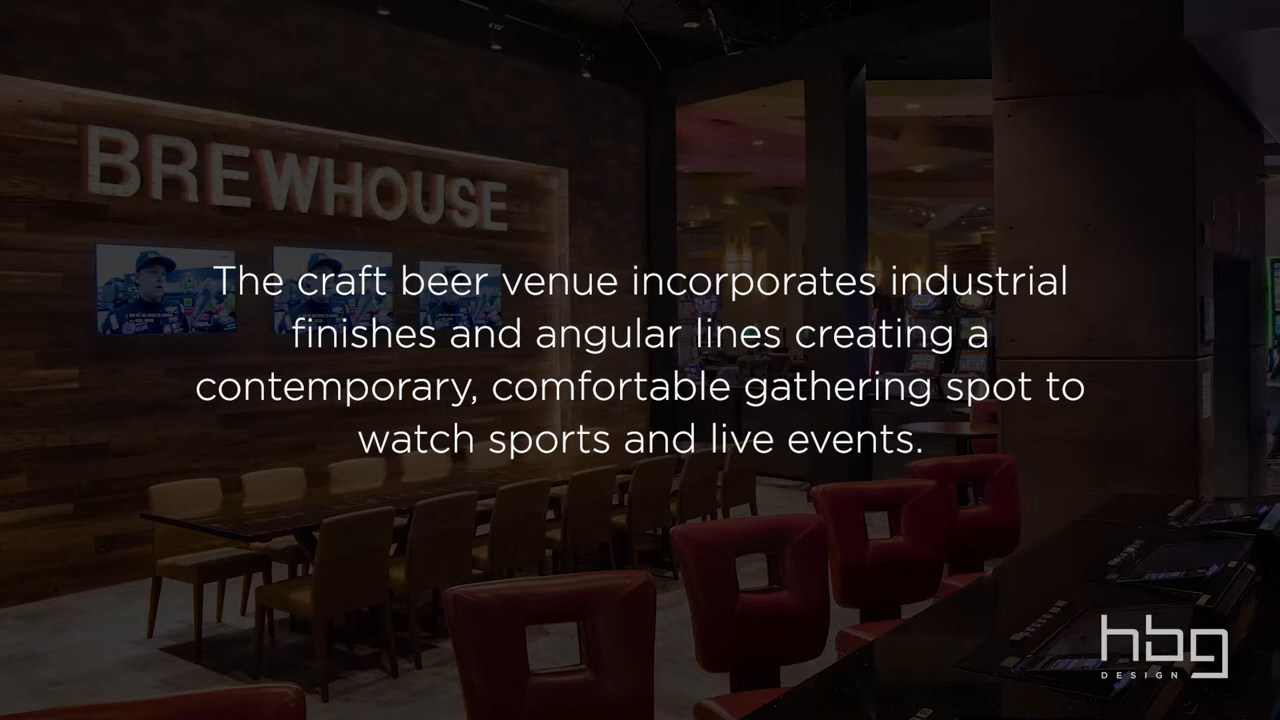 BREWHOUSE
The craft beer venue incorporates industrial
finishes and angular lines creating a
contemporary, comfortable gathering spot to
watch sports and live events.
hbg
DESIGN